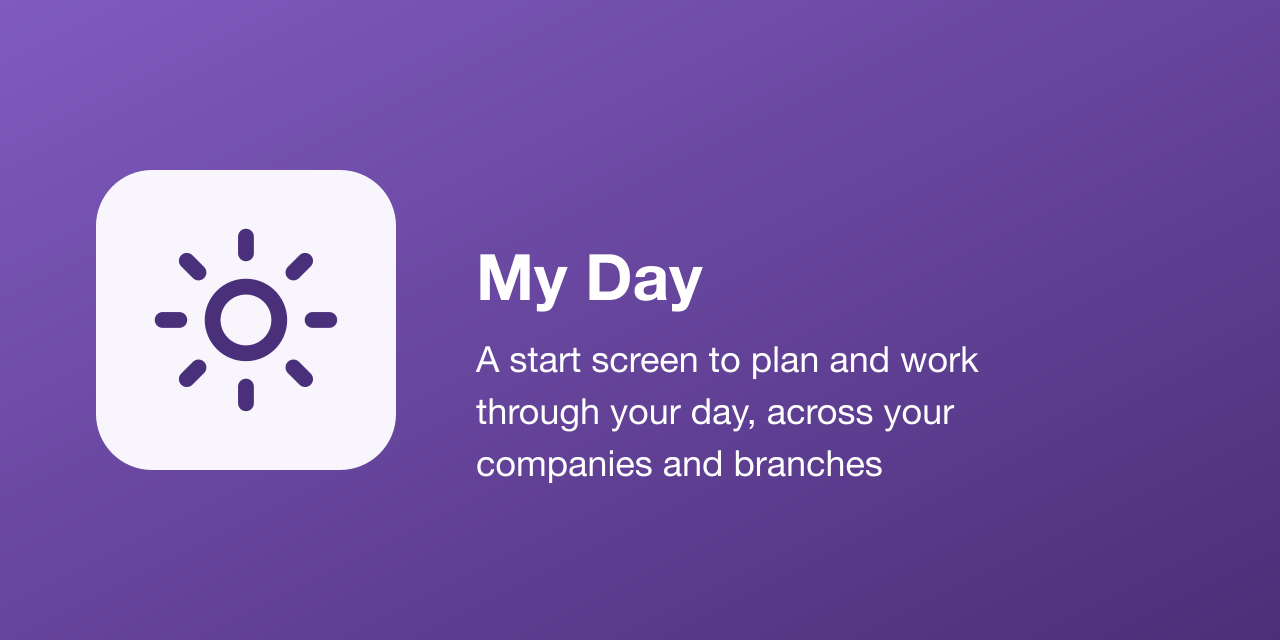 My Day
A start screen to plan and work
through your day, across your
companies and branches